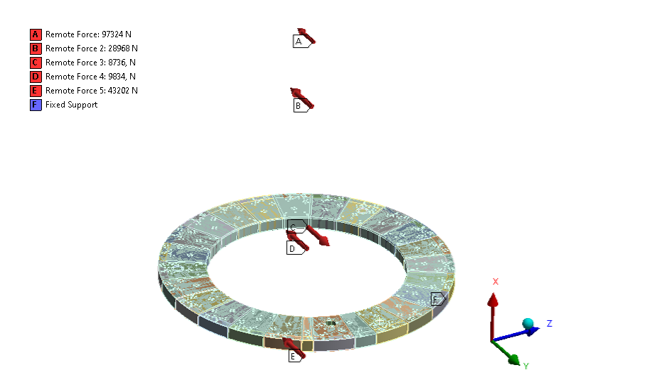 A Remote Force: 97324 N
B Remote Force 2: 28968 N
C Remote Force 3: 8736, N
D Remote Force 4: 9834, N
E Remote Force 5: 43202 N
F Fixed Support
A
B
C
D
F
E
X
Z
Y